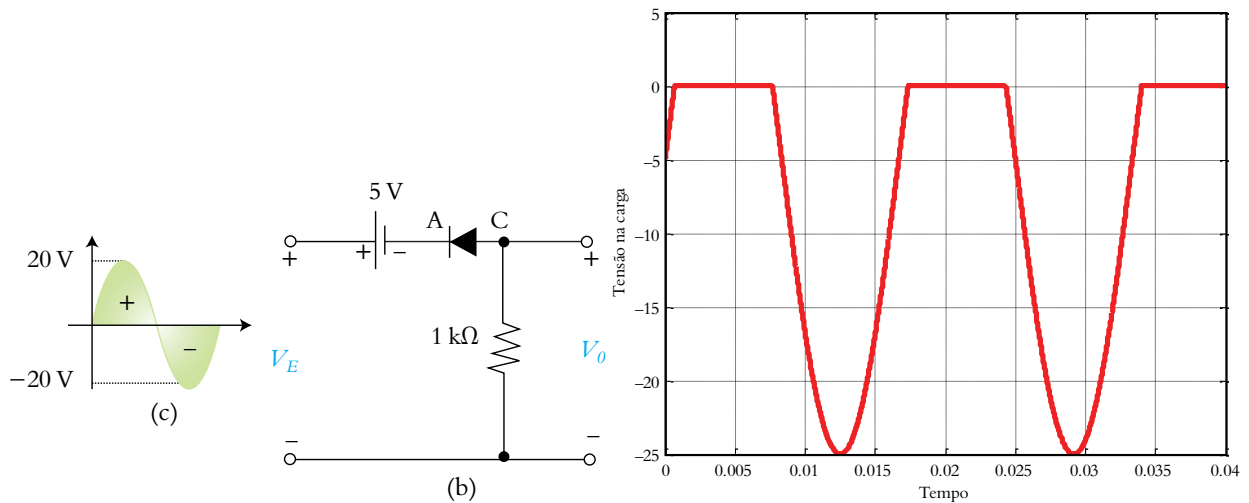 20 V
+
−
−20 V
(c)
5 V
A
C
+
+
−
+
1 kΩ
V_E
V_0
−
−
(b)
5
0
−5
−10
−15
−20
−25
Tensão na carga
0
0.005
0.01
0.015
0.02
0.025
0.03
0.035
0.04
Tempo